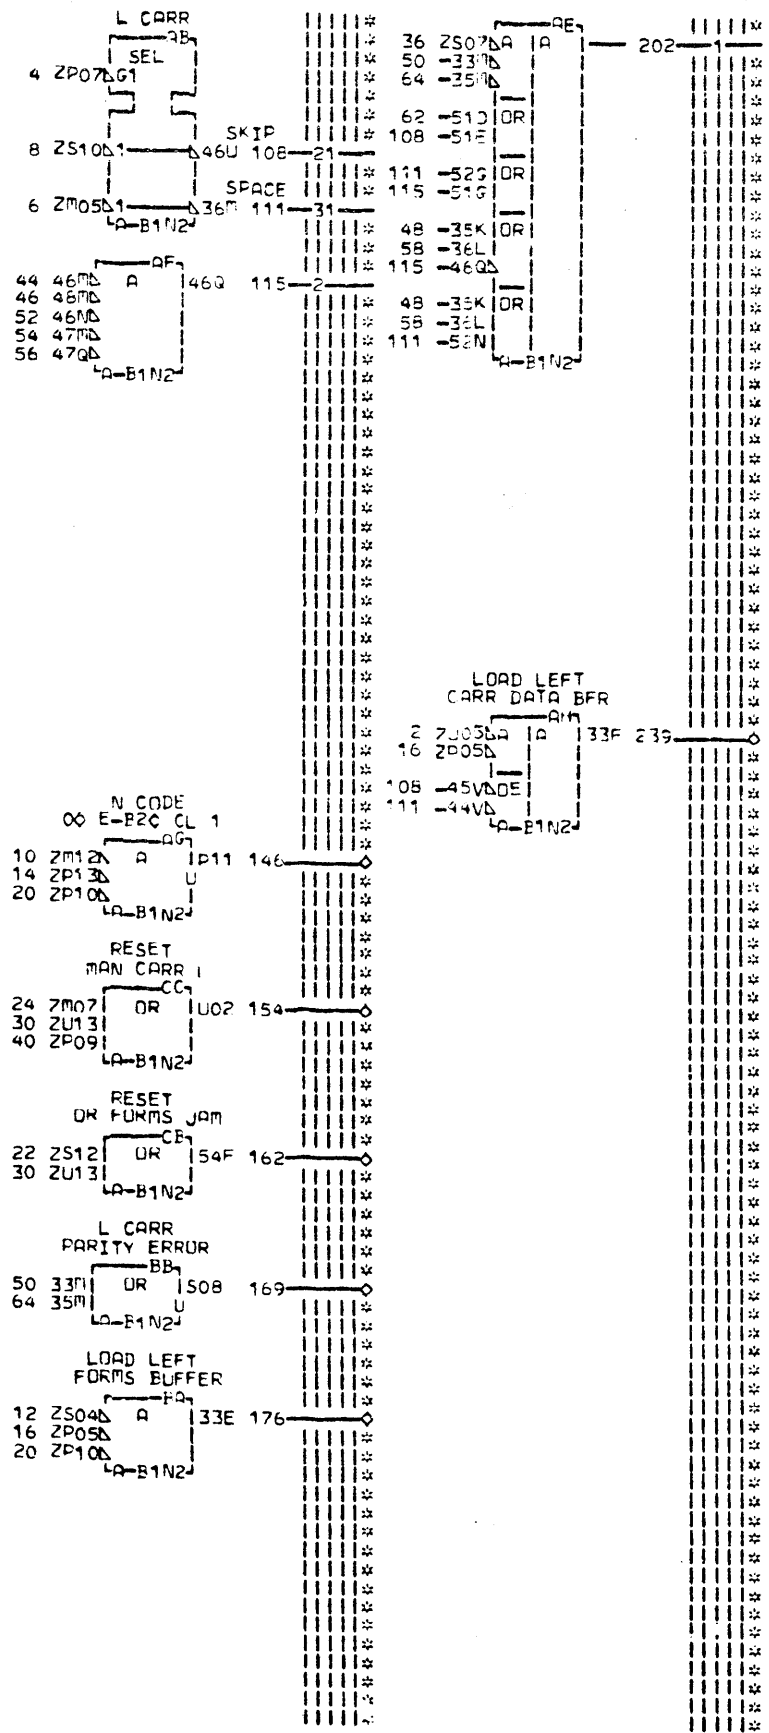 L CARR
AB
SEL
4 ZP07 G1
SKIP
8 ZS10 1 46U 108 21
SPACE
6 ZM05 1 36M 111 31
A-B1N2
AF
44 46M A 46Q 115 2
46 48M
52 46N
54 47M
56 47Q
A-B1N2
N CODE
E-B2C CL 1
AG
10 ZM12 A P11 146
14 ZP13 U
20 ZP10
A-B1N2
RESET
MAN CARR 1
CC
24 ZM07 OR U02 154
30 ZU13
40 ZP09
A-B1N2
RESET
OR FORMS JAM
CB
22 ZS12 OR 54F 162
30 ZU13
A-B1N2
L CARR
PARITY ERROR
BB
50 33M OR S08 169
64 35M U
A-B1N2
LOAD LEFT
FORMS BUFFER
BA
12 ZS04 A 33E 176
16 ZP05
20 ZP10
A-B1N2
AE
36 ZS07 A A 202 1
50 -33M
64 -35M
62 -51D OR
108 -51E
111 -52G OR
115 -51G
48 -35K OR
58 -36L
115 -46Q
48 -35K OR
58 -36L
111 -52N
A-B1N2
LOAD LEFT
CARR DATA BFR
AH
2 ZU05 A A 33F 239
16 ZP05
108 -45V OE
111 -44V
A-B1N2